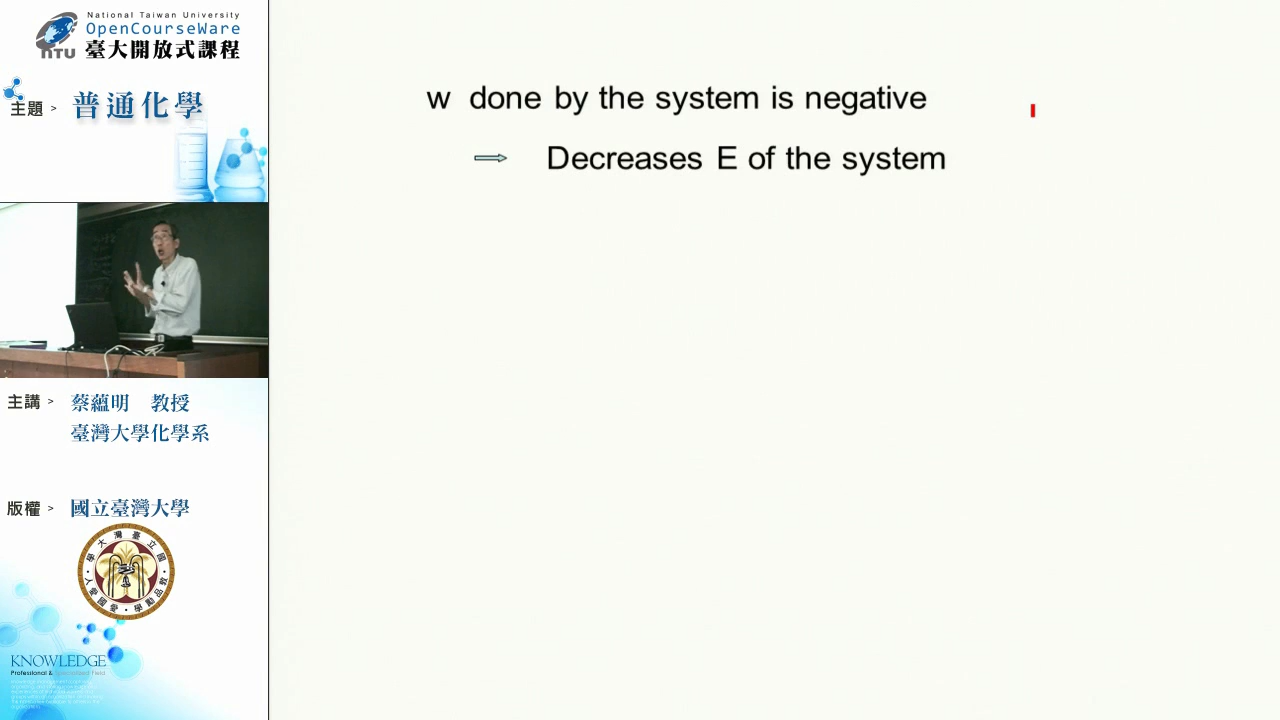 National Taiwan University
OpenCourseWare
NTU 臺大開放式課程
主題 > 普通化學
主講 > 蔡蘊明 教授
臺灣大學化學系
版權 > 國立臺灣大學
KNOWLEDGE
Professional &
w done by the system is negative
⇒ Decreases E of the system